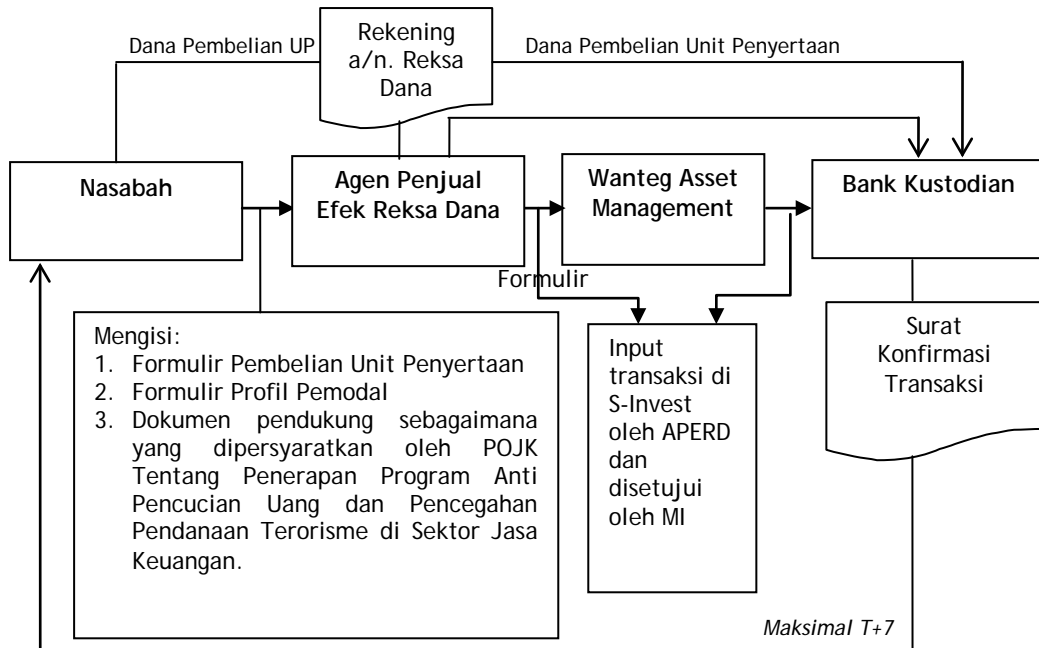 Dana Pembelian UP
Rekening
a/n. Reksa
Dana
Dana Pembelian Unit Penyertaan
Nasabah
Agen Penjual
Efek Reksa Dana
Wanteg Asset
Management
Bank Kustodian
Formulir
Mengisi:
1. Formulir Pembelian Unit Penyertaan
2. Formulir Profil Pemodal
3. Dokumen pendukung sebagaimana
yang dipersyaratkan oleh POJK
Tentang Penerapan Program Anti
Pencucian Uang dan Pencegahan
Pendanaan Terorisme di Sektor Jasa
Keuangan.
Input
transaksi di
S-Invest
oleh APERD
dan
disetujui
oleh MI
Surat
Konfirmasi
Transaksi
Maksimal T+7